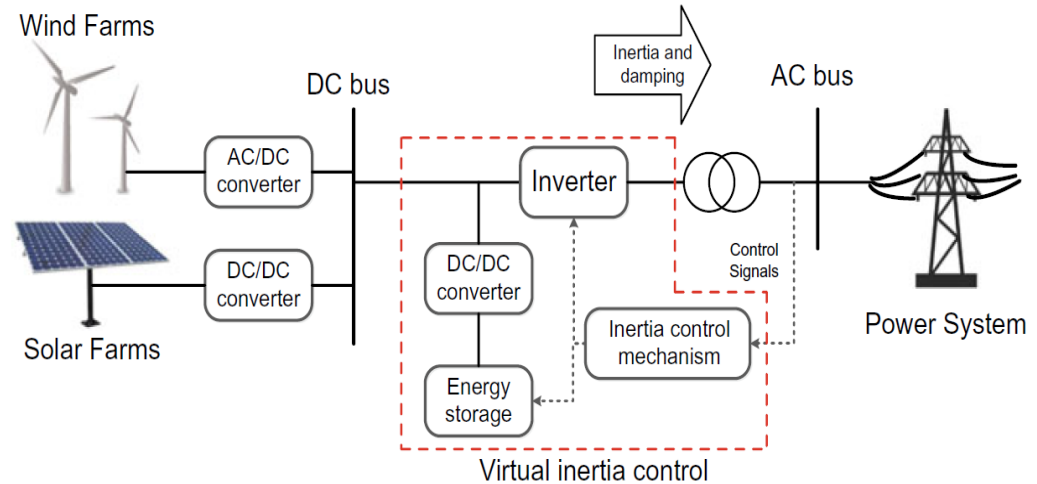 Wind Farms
Inertia and
damping
DC bus
AC bus
AC/DC
converter
Inverter
DC/DC
converter
DC/DC
converter
Control
Signals
Solar Farms
Inertia control
mechanism
Power System
Energy
storage
Virtual inertia control